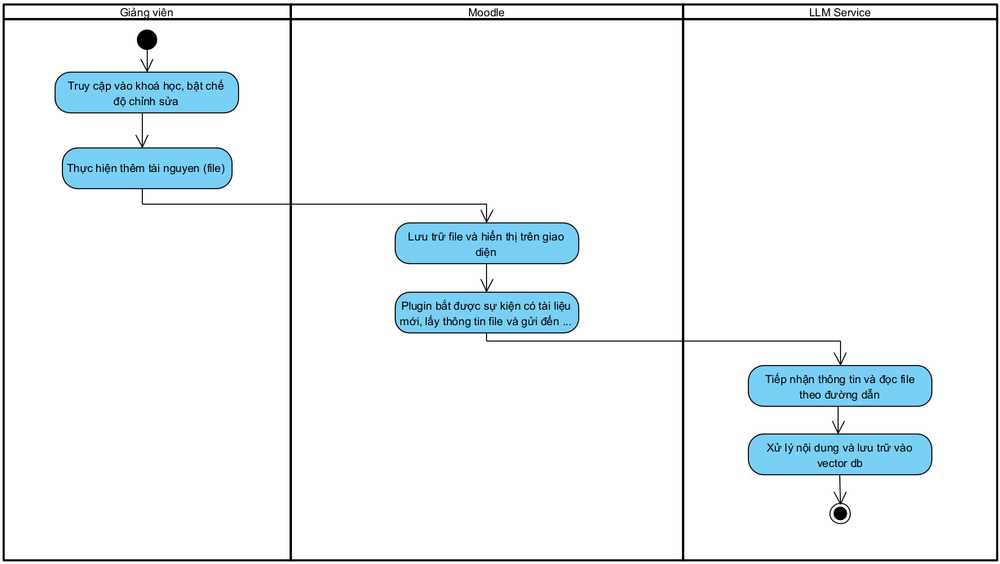 Giảng viên
Moodle
LLM Service
Truy cập vào khoá học, bật chế
độ chỉnh sửa
Thực hiện thêm tài nguyen (file)
Lưu trữ file và hiển thị trên giao
diện
Plugin bắt được sự kiện có tài liệu
mới, lấy thông tin file và gửi đến ...
Tiếp nhận thông tin và đọc file
theo đường dẫn
Xử lý nội dung và lưu trữ vào
vector db